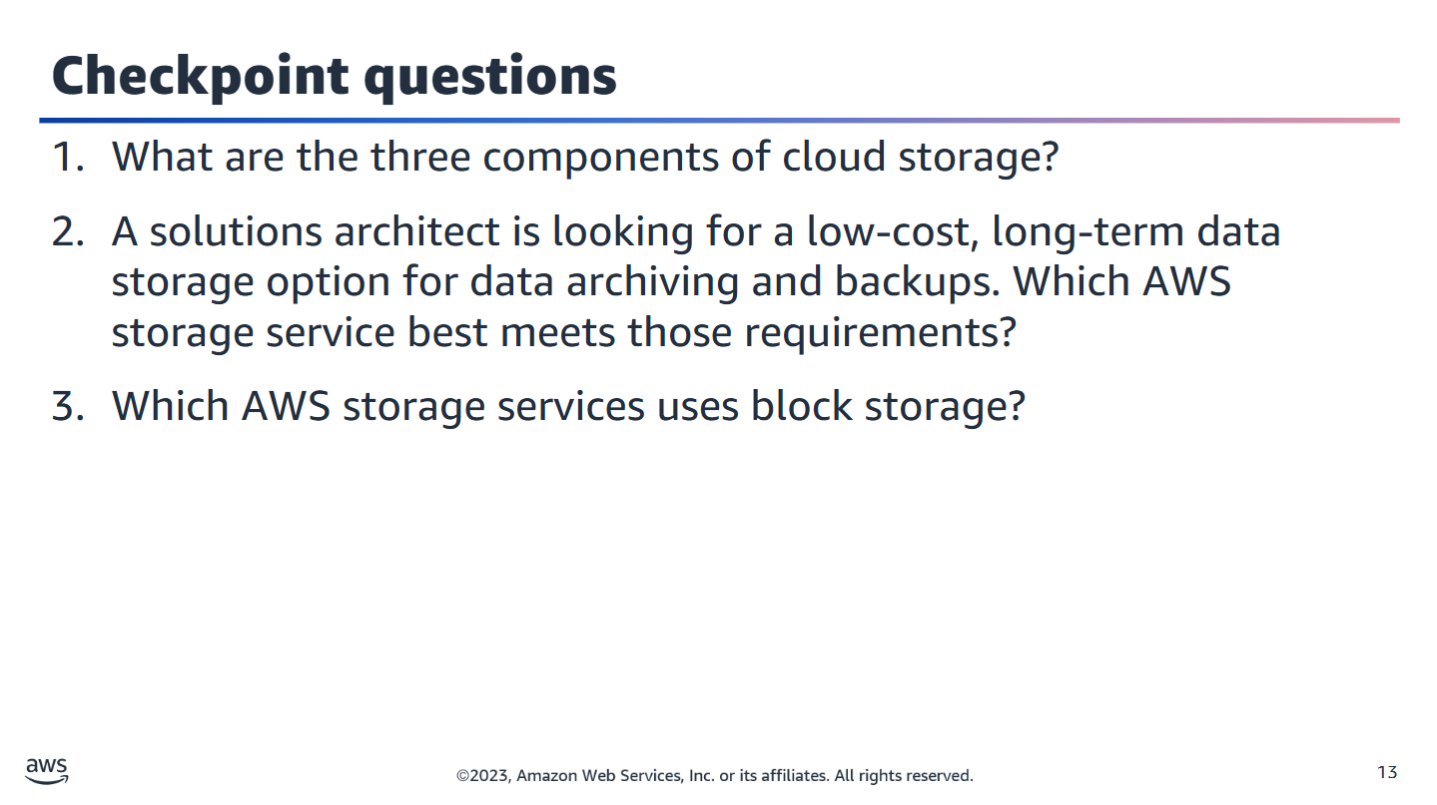 Checkpoint questions
1. What are the three components of cloud storage?
2. A solutions architect is looking for a low-cost, long-term data
storage option for data archiving and backups. Which AWS
storage service best meets those requirements?
3. Which AWS storage services uses block storage?
aws
©2023, Amazon Web Services, Inc. or its affiliates. All rights reserved.
13